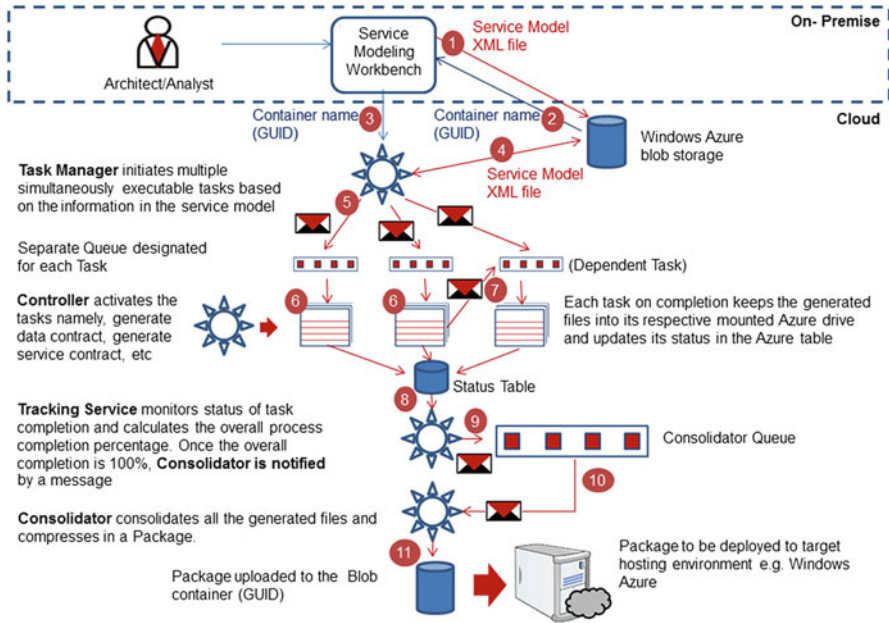 On- Premise
Service
Modeling
Workbench
1
Service Model
XML file
Architect/Analyst
Cloud
Container name
(GUID)
3
Container name
(GUID)
2
Windows Azure
blob storage
4
Service Model
XML file
Task Manager initiates multiple
simultaneously executable tasks based
on the information in the service model
5
Separate Queue designated
for each Task
(Dependent Task)
7
Controller activates the
tasks namely, generate
data contract, generate
service contract, etc
6
6
Each task on completion keeps the generated
files into its respective mounted Azure drive
and updates its status in the Azure table
Status Table
8
Tracking Service monitors status of task
completion and calculates the overall process
completion percentage. Once the overall
completion is 100%, Consolidator is notified
by a message
9
Consolidator Queue
10
Consolidator consolidates all the generated files and
compresses in a Package.
11
Package uploaded to the Blob
container (GUID)
Package to be deployed to target
hosting environment e.g. Windows
Azure